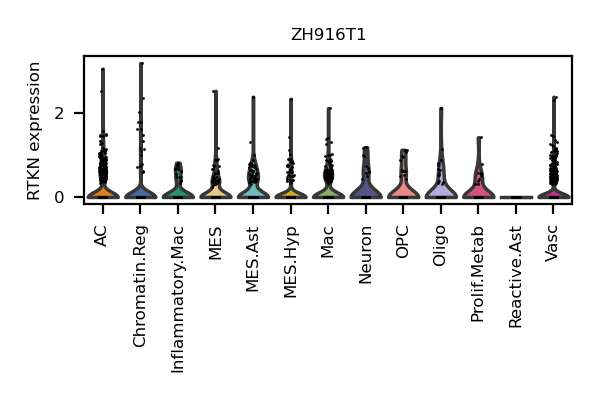 ZH916T1
RTKN expression
2
0
AC
Chromatin.Reg
Inflammatory.Mac
MES
MES.Ast
MES.Hyp
Mac
Neuron
OPC
Oligo
Prolif.Metab
Reactive.Ast
Vasc